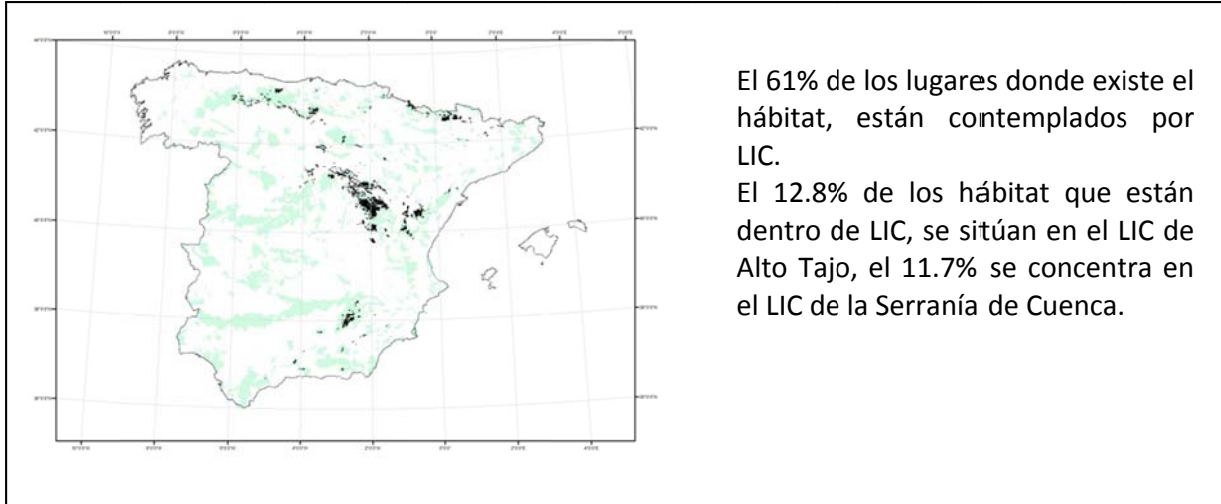 El 61% de los lugares donde existe el
hábitat, están contemplados por
LIC.
El 12.8% de los hábitat que están
dentro de LIC, se sitúan en el LIC de
Alto Tajo, el 11.7% se concentra en
el LIC de la Serranía de Cuenca.